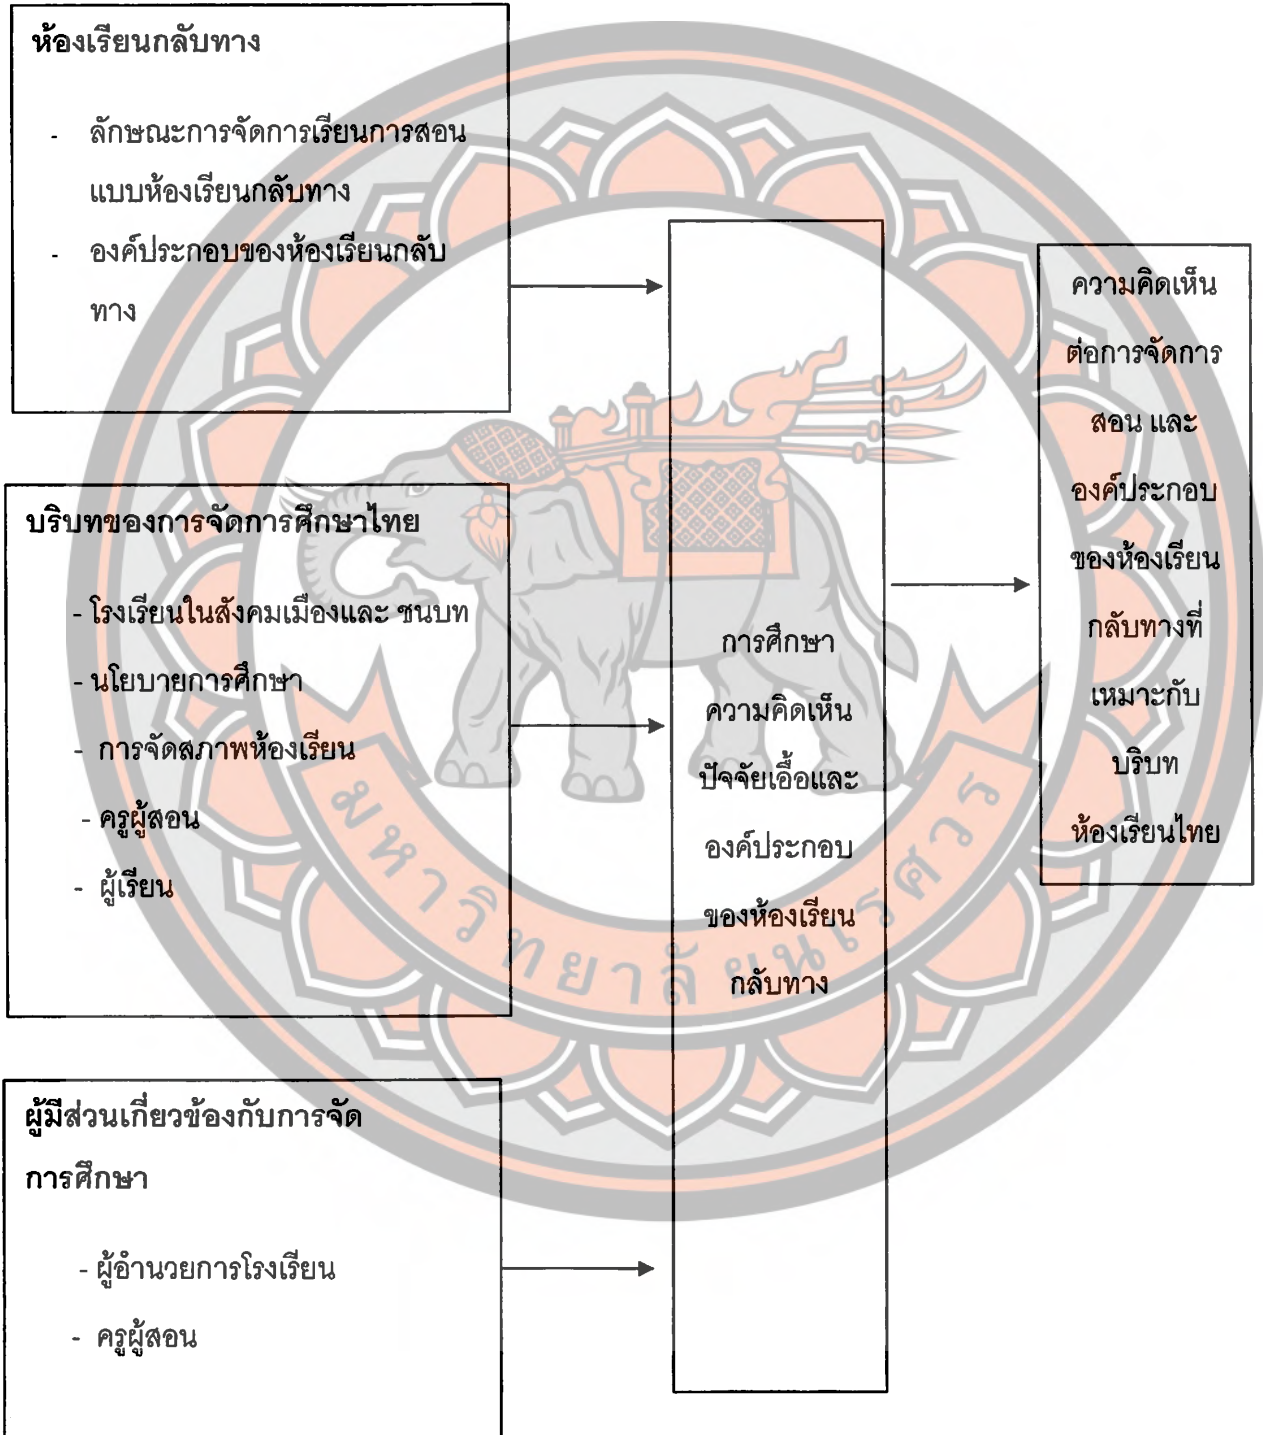 ห้องเรียนกลับทาง
- ลักษณะการจัดการเรียนการสอน
แบบห้องเรียนกลับทาง
- องค์ประกอบของห้องเรียนกลับ
ทาง
บริบทของการจัดการศึกษาไทย
- โรงเรียนในสังคมเมืองและ ชนบท
- นโยบายการศึกษา
- การจัดสภาพห้องเรียน
- ครูผู้สอน
- ผู้เรียน
ผู้มีส่วนเกี่ยวข้องกับการจัด
การศึกษา
- ผู้อำนวยการโรงเรียน
- ครูผู้สอน
การศึกษา
ความคิดเห็น
ปัจจัยเอื้อและ
องค์ประกอบ
ของห้องเรียน
กลับทาง
ความคิดเห็น
ต่อการจัดการ
สอน และ
องค์ประกอบ
ของห้องเรียน
กลับทางที่
เหมาะกับ
บริบท
ห้องเรียนไทย
มหาวิทยาลัยนเรศวร